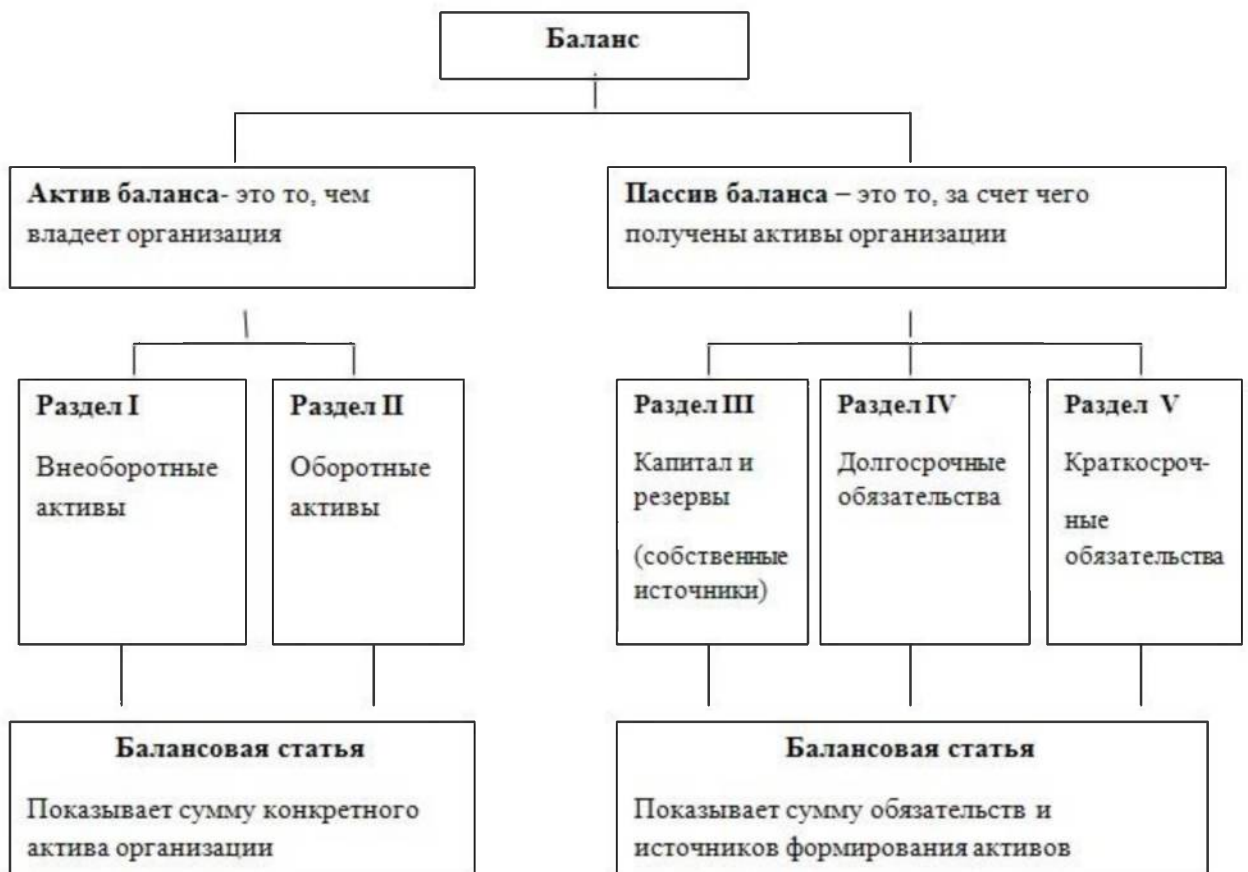 Баланс
Актив баланса- это то, чем
владеет организация
Пассив баланса – это то, за счет чего
получены активы организации
Раздел I
Внеоборотные
активы
Раздел II
Оборотные
активы
Раздел III
Капитал и
резервы
(собственные
источники)
Раздел IV
Долгосрочные
обязательства
Раздел V
Краткосроч-
ные
обязательства
Балансовая статья
Показывает сумму конкретного
актива организации
Балансовая статья
Показывает сумму обязательств и
источников формирования активов